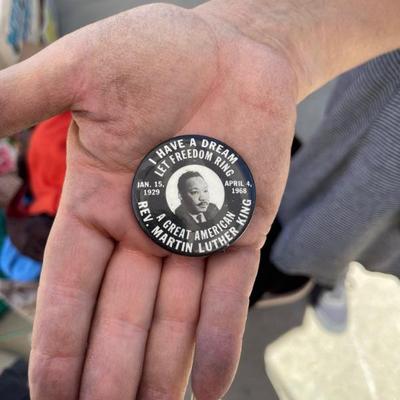 I HAVE A DREAM
LET FREEDOM RING
JAN. 15,
1929
APRIL 4,
1968
A GREAT AMERICAN
REV. MARTIN LUTHER KING